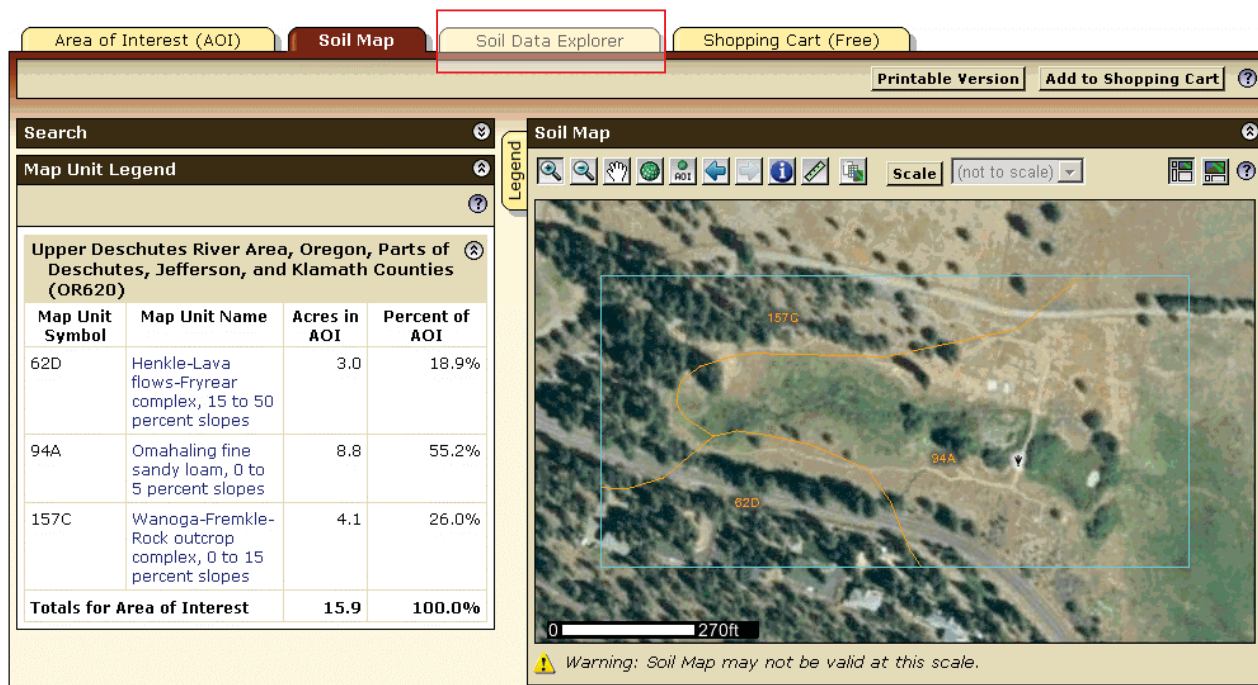 Area of Interest (AOI)
Soil Map
Soil Data Explorer
Shopping Cart (Free)
Printable Version
Add to Shopping Cart
?
Search
Map Unit Legend
?
Upper Deschutes River Area, Oregon, Parts of
Deschutes, Jefferson, and Klamath Counties
(OR620)
Map Unit Symbol Map Unit Name Acres in AOI Percent of AOI
62D Henkle-Lava 3.0 18.9%
flows-Fryrear
complex, 15 to 50
percent slopes
94A Omahaling fine 8.8 55.2%
sandy loam, 0 to
5 percent slopes
157C Wanoga-Fremkle- 4.1 26.0%
Rock outcrop
complex, 0 to 15
percent slopes
Totals for Area of Interest 15.9 100.0%
Legend
Soil Map
AOI
i
Scale
(not to scale)
?
157C
94A
62D
0 270ft
! Warning: Soil Map may not be valid at this scale.